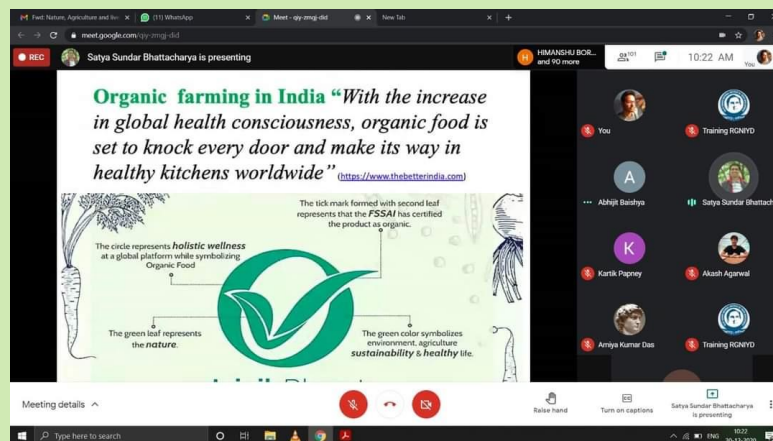 Fwd: Nature, Agriculture and
(11) WhatsApp
Meet - qiy-zmgj-did
New Tab
meet.google.com/qiy-zmgj-did
REC
Satya Sundar Bhattacharya is presenting
HIMANSHU BOR...
and 90 more
101
10:22 AM
You
Organic farming in India “With the increase
in global health consciousness, organic food is
set to knock every door and make its way in
healthy kitchens worldwide” (https://www.thebetterindia.com)
The tick mark formed with second leaf
represents that the FSSAI has certified
the product as organic.
The circle represents holistic wellness
at a global platform while symbolizing
Organic Food
The green leaf represents
the nature.
The green color symbolizes
environment, agriculture
sustainability & healthy life.
You
Training RGNIYD
A
Abhijit Baishya
Satya Sundar Bhattach
K
Kartik Papney
Akash Agarwal
Amiya Kumar Das
Training RGNIYD
Meeting details
Raise hand
Turn on captions
Satya Sundar Bhattacharya
is presenting
Type here to search
ENG
10:22
20-12-2020